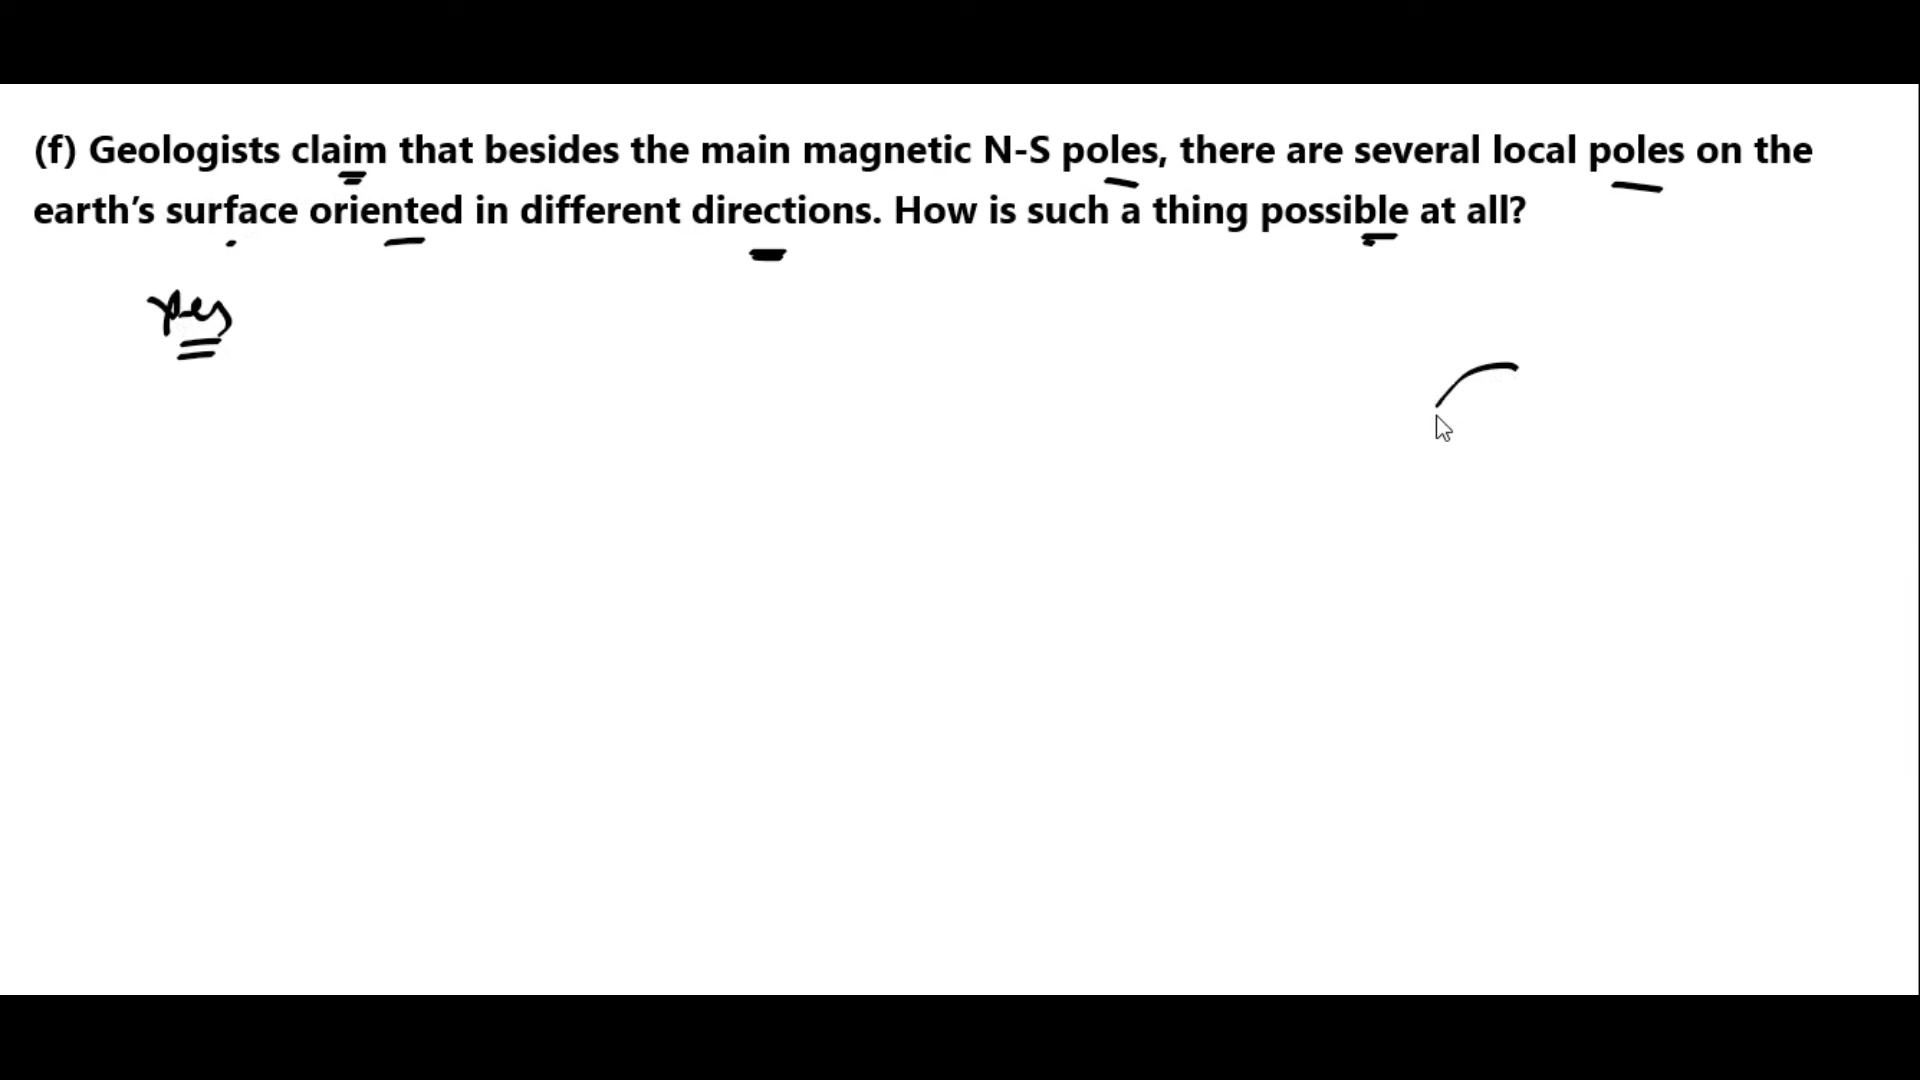 (f) Geologists claim that besides the main magnetic N-S poles, there are several local poles on the
earth’s surface oriented in different directions. How is such a thing possible at all?
yes